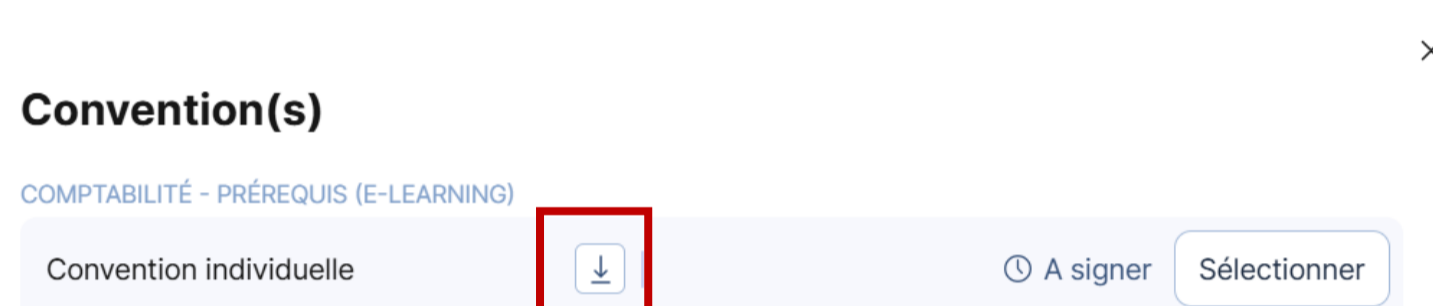 Convention(s)
COMPTABILITÉ - PRÉREQUIS (E-LEARNING)
Convention individuelle A signer Sélectionner